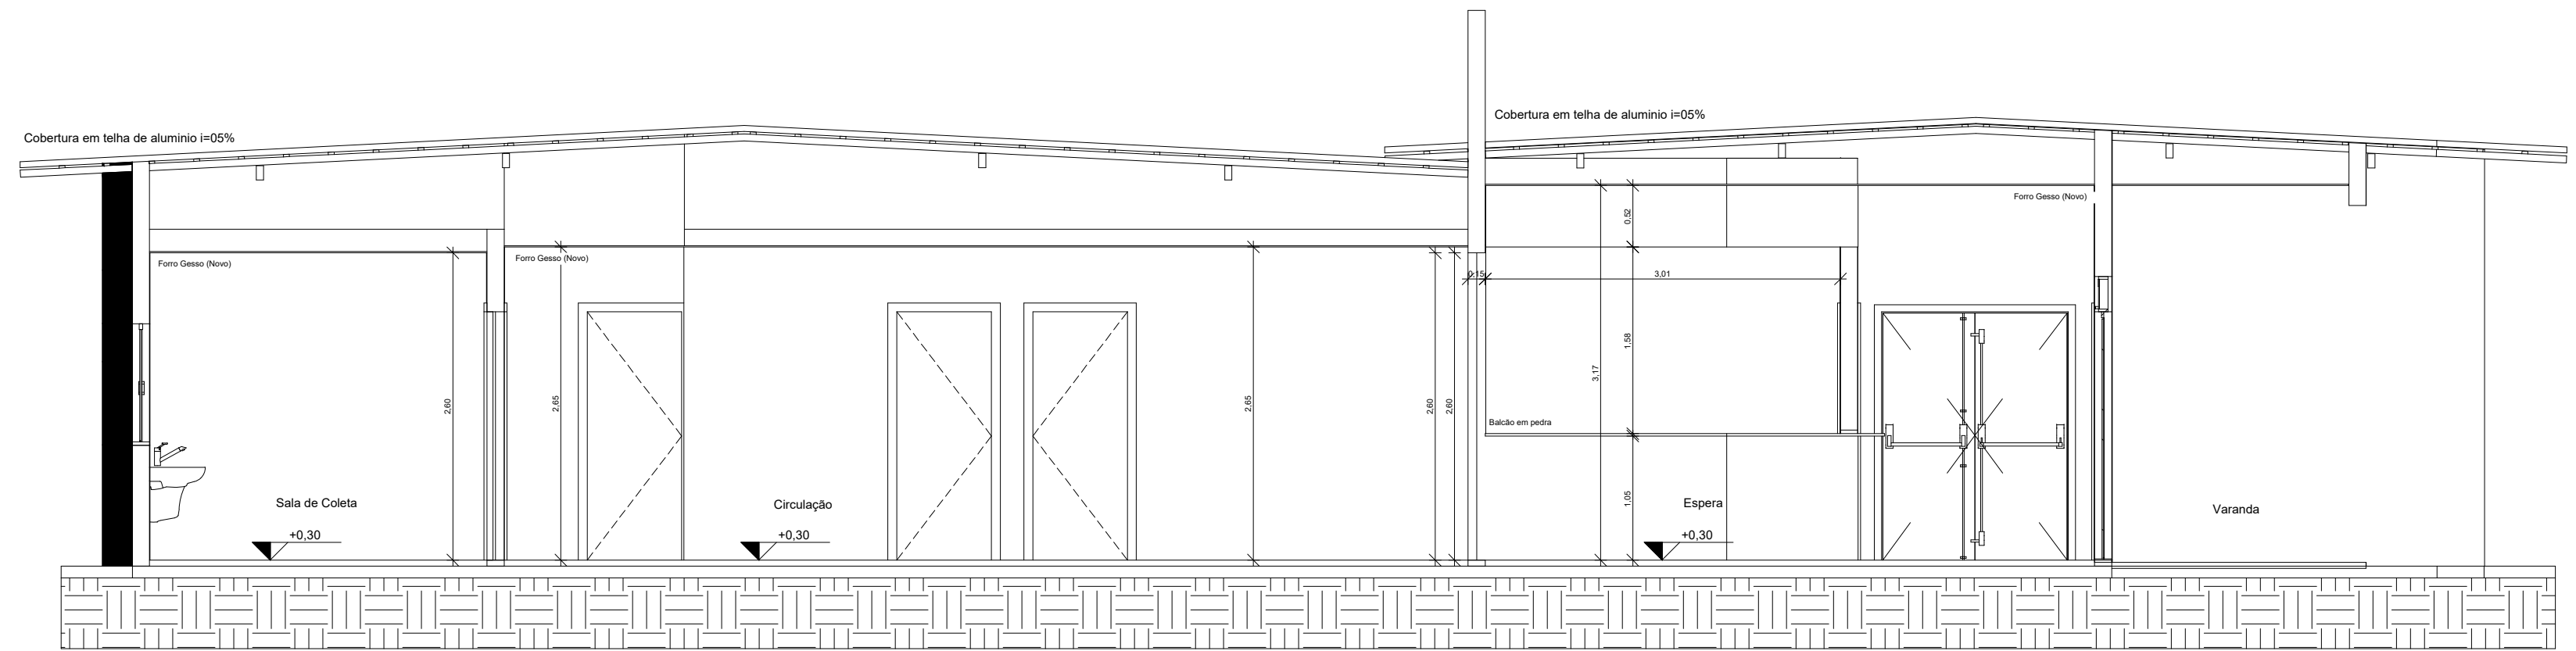 Cobertura em telha de aluminio i=05%
Cobertura em telha de aluminio i=05%
Forro Gesso (Novo)
Forro Gesso (Novo)
Forro Gesso (Novo)
0,52
0,15
3,01
1,58
3,17
2,60
2,65
2,65
2,60
2,60
Balcão em pedra
1,05
Sala de Coleta
Circulação
Espera
Varanda
+0,30
+0,30
+0,30